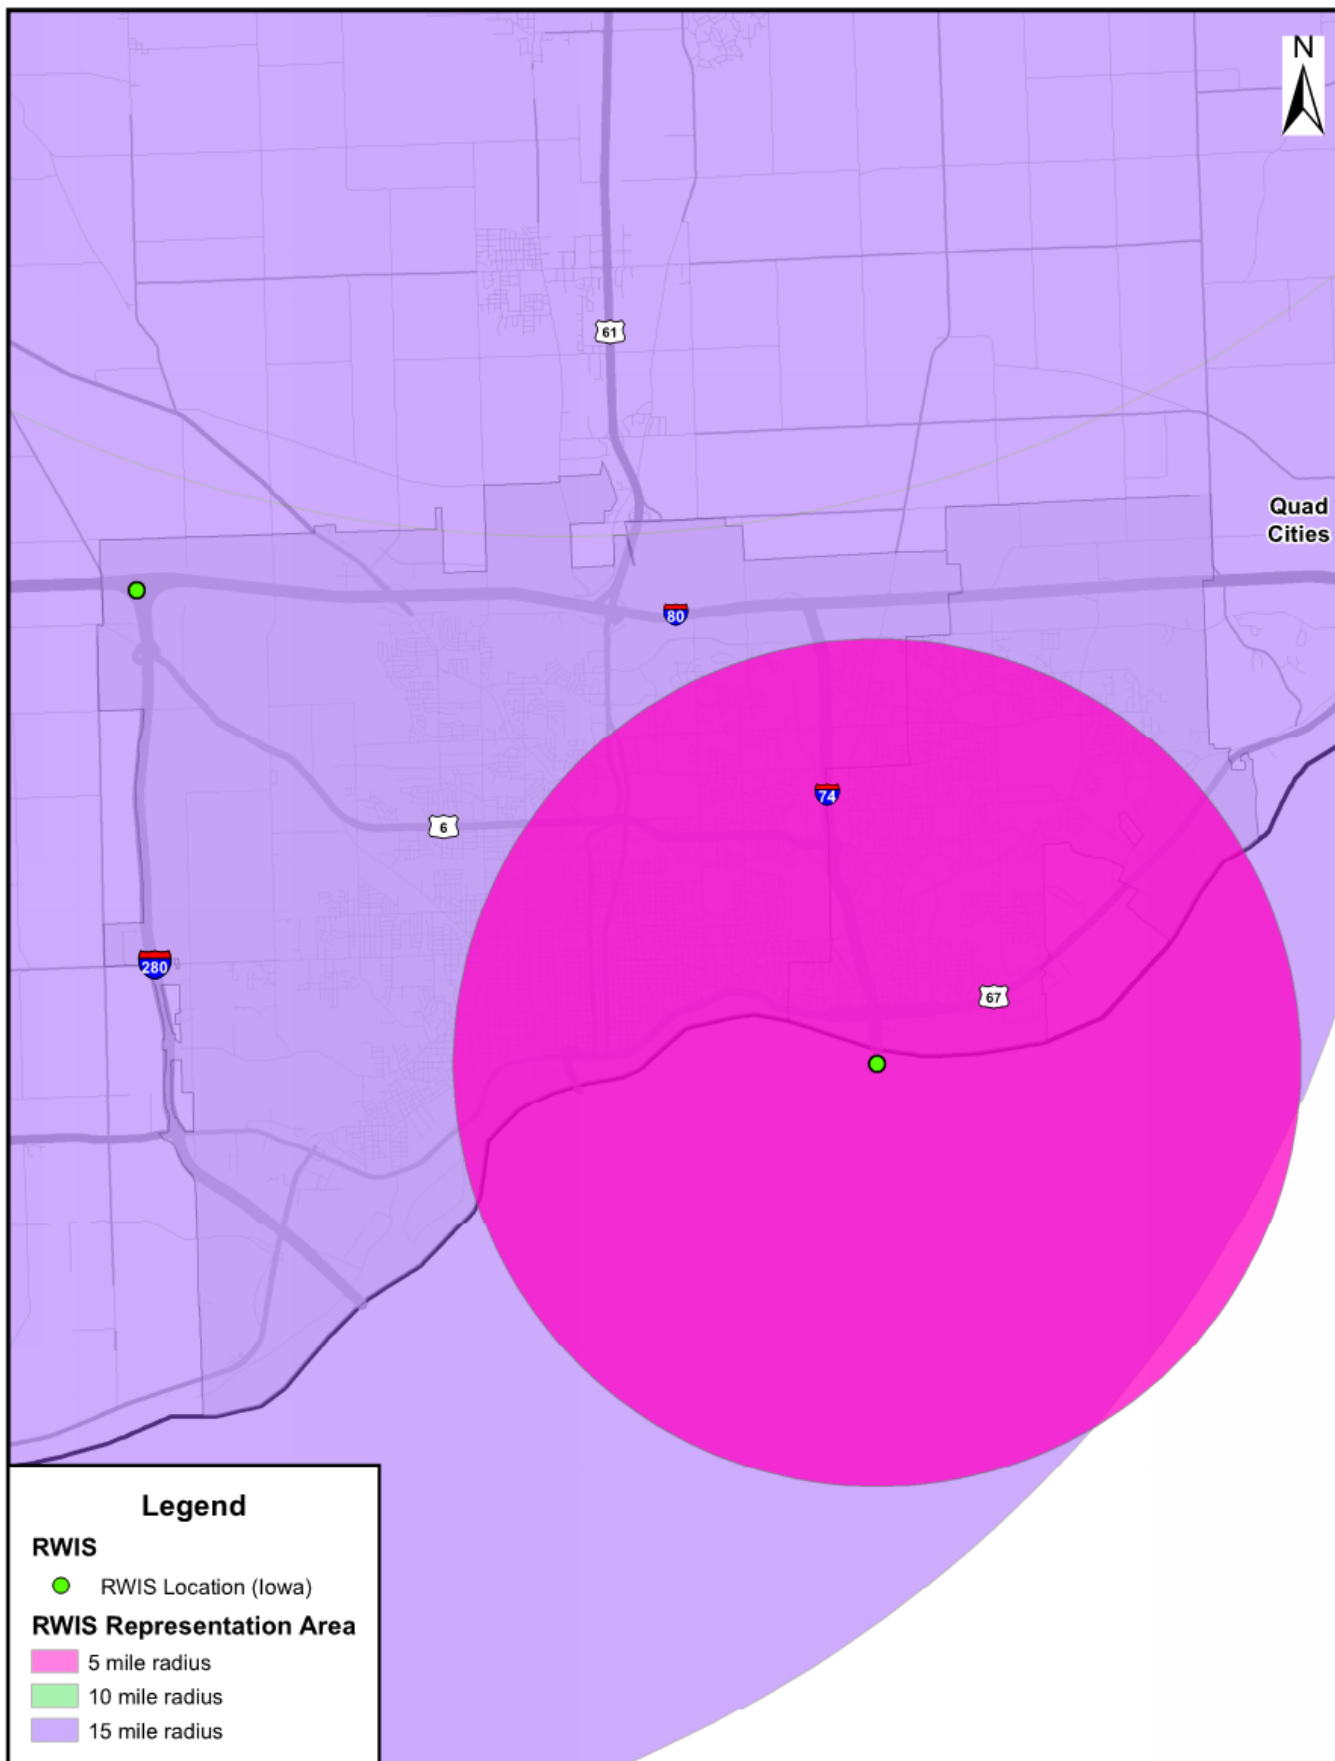 N
61
Quad
Cities
80
74
6
280
67
Legend
RWIS
RWIS Location (Iowa)
RWIS Representation Area
5 mile radius
10 mile radius
15 mile radius